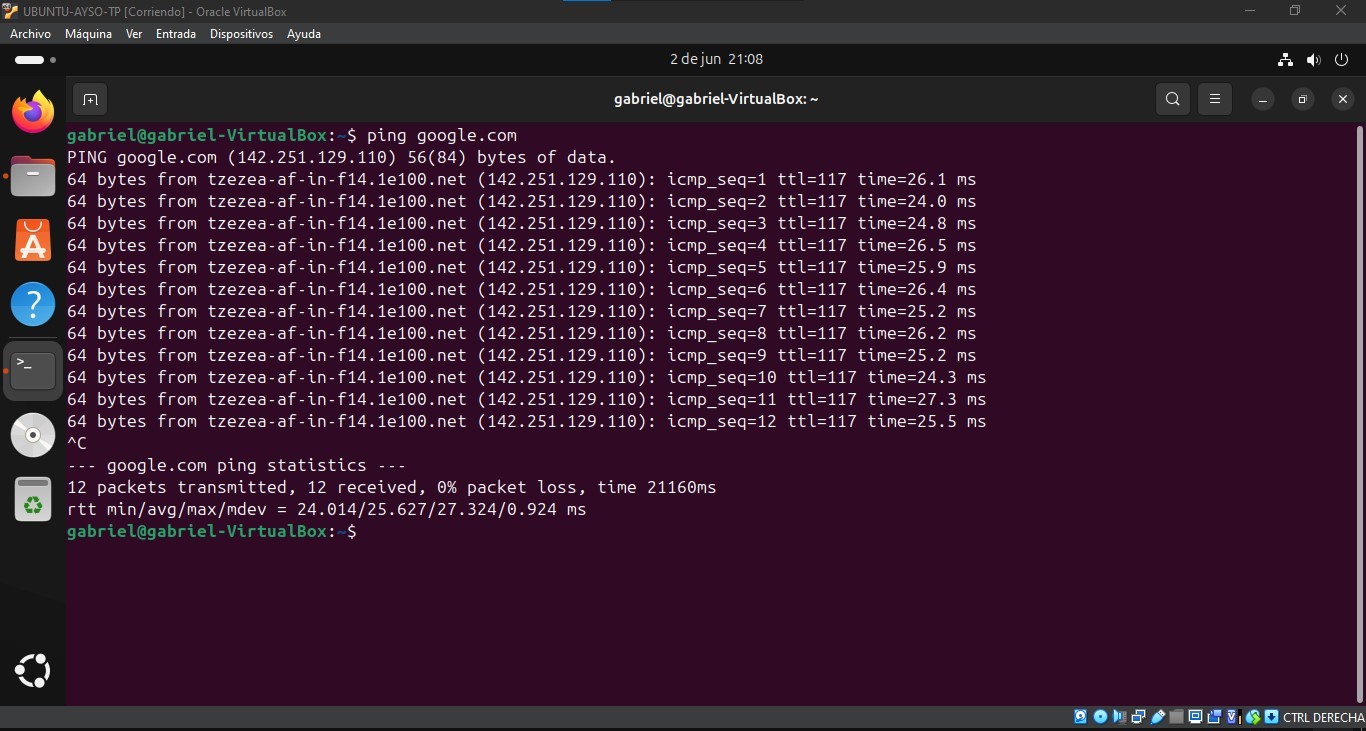 UBUNTU-AYSO-TP [Corriendo] - Oracle VirtualBox
Archivo Máquina Ver Entrada Dispositivos Ayuda
2 de jun 21:08
gabriel@gabriel-VirtualBox: ~
gabriel@gabriel-VirtualBox:~$ ping google.com
PING google.com (142.251.129.110) 56(84) bytes of data.
64 bytes from tzezea-af-in-f14.1e100.net (142.251.129.110): icmp_seq=1 ttl=117 time=26.1 ms
64 bytes from tzezea-af-in-f14.1e100.net (142.251.129.110): icmp_seq=2 ttl=117 time=24.0 ms
64 bytes from tzezea-af-in-f14.1e100.net (142.251.129.110): icmp_seq=3 ttl=117 time=24.8 ms
64 bytes from tzezea-af-in-f14.1e100.net (142.251.129.110): icmp_seq=4 ttl=117 time=26.5 ms
64 bytes from tzezea-af-in-f14.1e100.net (142.251.129.110): icmp_seq=5 ttl=117 time=25.9 ms
64 bytes from tzezea-af-in-f14.1e100.net (142.251.129.110): icmp_seq=6 ttl=117 time=26.4 ms
64 bytes from tzezea-af-in-f14.1e100.net (142.251.129.110): icmp_seq=7 ttl=117 time=25.2 ms
64 bytes from tzezea-af-in-f14.1e100.net (142.251.129.110): icmp_seq=8 ttl=117 time=26.2 ms
64 bytes from tzezea-af-in-f14.1e100.net (142.251.129.110): icmp_seq=9 ttl=117 time=25.2 ms
64 bytes from tzezea-af-in-f14.1e100.net (142.251.129.110): icmp_seq=10 ttl=117 time=24.3 ms
64 bytes from tzezea-af-in-f14.1e100.net (142.251.129.110): icmp_seq=11 ttl=117 time=27.3 ms
64 bytes from tzezea-af-in-f14.1e100.net (142.251.129.110): icmp_seq=12 ttl=117 time=25.5 ms
^C
--- google.com ping statistics ---
12 packets transmitted, 12 received, 0% packet loss, time 21160ms
rtt min/avg/max/mdev = 24.014/25.627/27.324/0.924 ms
gabriel@gabriel-VirtualBox:~$
CTRL DERECHA